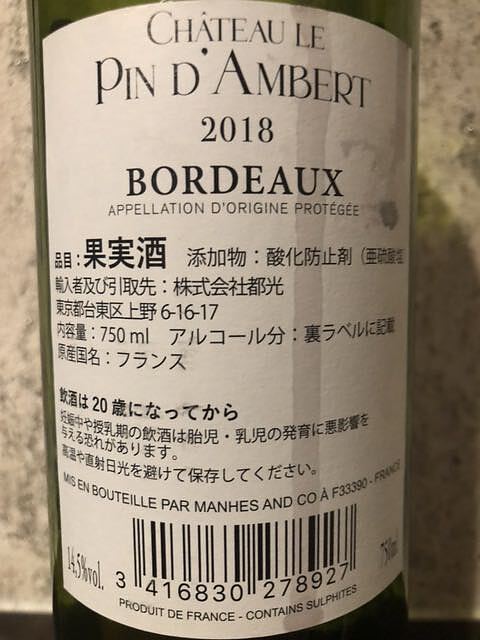 CHÂTEAU LE
PIN D'AMBERT
2018
BORDEAUX
APPELLATION D'ORIGINE PROTÉGÉE
品目：果実酒 添加物：酸化防止剤（亜硫酸塩
輸入者及び引取先：株式会社都光
東京都台東区上野 6-16-17
内容量：750 ml アルコール分：裏ラベルに記載
原産国名：フランス
飲酒は 20 歳になってから
妊娠中や授乳期の飲酒は胎児・乳児の発育に悪影響を
与える恐れがあります。
高温や直射日光を避けて保存してください。
MIS EN BOUTEILLE PAR MANHES AND CO À F33390 - FRANCE
14,5%vol.
750ml
3 416830 278927
PRODUIT DE FRANCE - CONTAINS SULPHITES